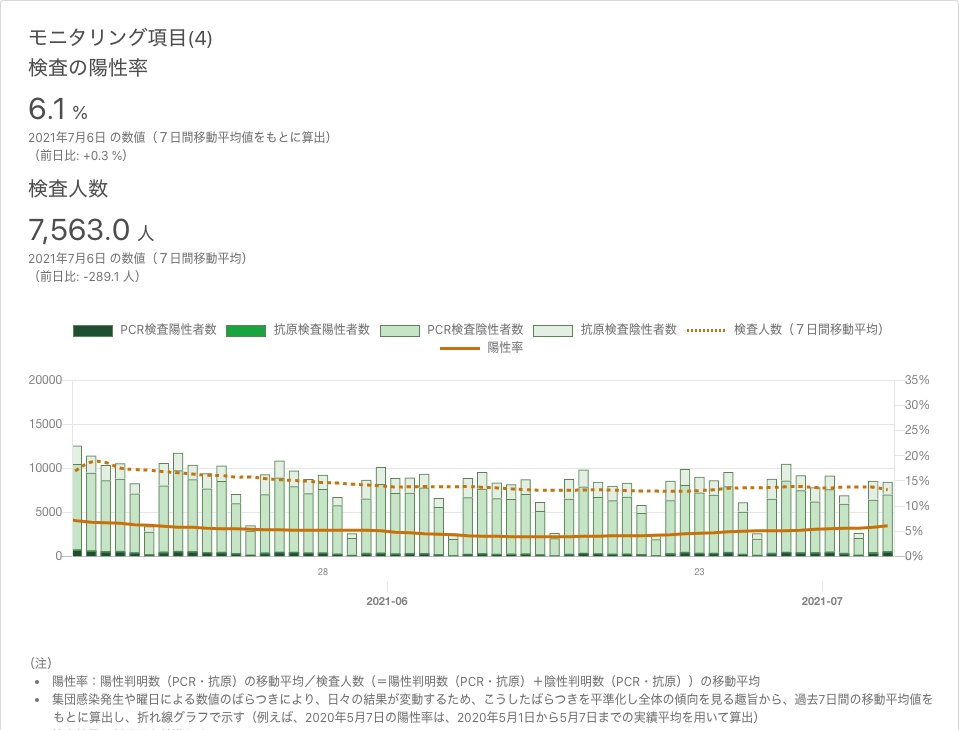 モニタリング項目(4)
検査の陽性率
6.1 %
2021年7月6日 の数値（７日間移動平均値をもとに算出）
（前日比: +0.3 %）
検査人数
7,563.0 人
2021年7月6日 の数値（７日間移動平均）
（前日比: -289.1 人）
PCR検査陽性者数 抗原検査陽性者数 PCR検査陰性者数 抗原検査陰性者数 検査人数（７日間移動平均）
陽性率
20000 35%
30%
15000 25%
20%
10000 15%
5000 10%
5%
0 0%
28 23
2021-06 2021-07
（注）
• 陽性率：陽性判明数（PCR・抗原）の移動平均／検査人数（＝陽性判明数（PCR・抗原）＋陰性判明数（PCR・抗原））の移動平均
• 集団感染発生や曜日による数値のばらつきにより、日々の結果が変動するため、こうしたばらつきを平準化し全体の傾向を見る趣旨から、過去7日間の移動平均値を
もとに算出し、折れ線グラフで示す（例えば、2020年5月7日の陽性率は、2020年5月1日から5月7日までの実績平均を用いて算出）